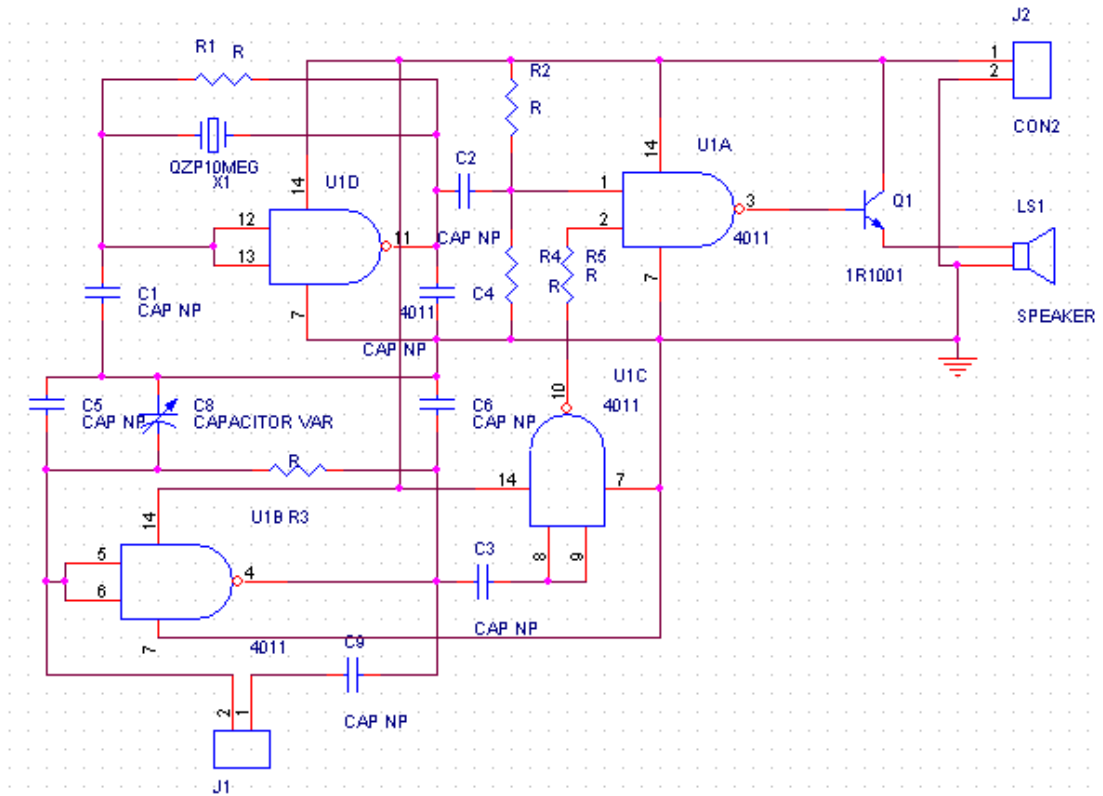 J2
R1 R
R2
1
2
R
CON2
U1A
14
C2
QZP10MEG
X1
U1D
14
1
3
Q1
LS1
12
11
2
4011
CAP NP
13
R4 R5
R
R
7
1R1001
C1
CAP NP
C4
4011
SPEAKER
7
CAP NP
U1C
10
4011
C5
CAP NP
C8
CAPACITOR VAR
C6
CAP NP
R
14
7
14
U1B R3
5
6
4
C3
8
9
CAP NP
7
4011
C9
2
1
CAP NP
J1